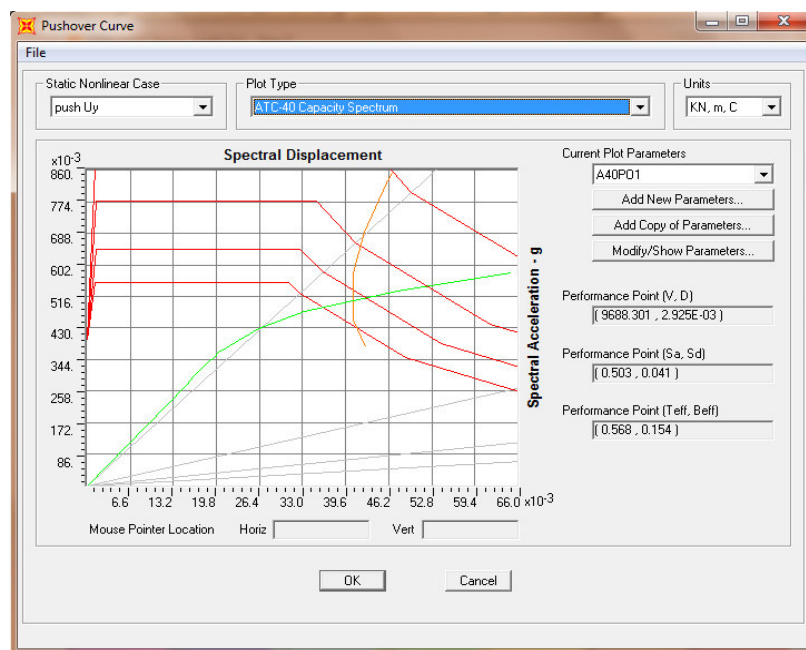 Pushover Curve
File
Static Nonlinear Case
push Uy
Plot Type
ATC-40 Capacity Spectrum
Units
KN, m, C
Spectral Displacement
x10-3
860.
774.
688.
602.
516.
430.
344.
258.
172.
86.
6.6 13.2 19.8 26.4 33.0 39.6 46.2 52.8 59.4 66.0 x10-3
Spectral Acceleration - g
Mouse Pointer Location Horiz Vert
Current Plot Parameters
A40PO1
Add New Parameters...
Add Copy of Parameters...
Modify/Show Parameters...
Performance Point (V, D)
( 9688.301 , 2.925E-03 )
Performance Point (Sa, Sd)
( 0.503 , 0.041 )
Performance Point (Teff, Beff)
( 0.568 , 0.154 )
OK Cancel